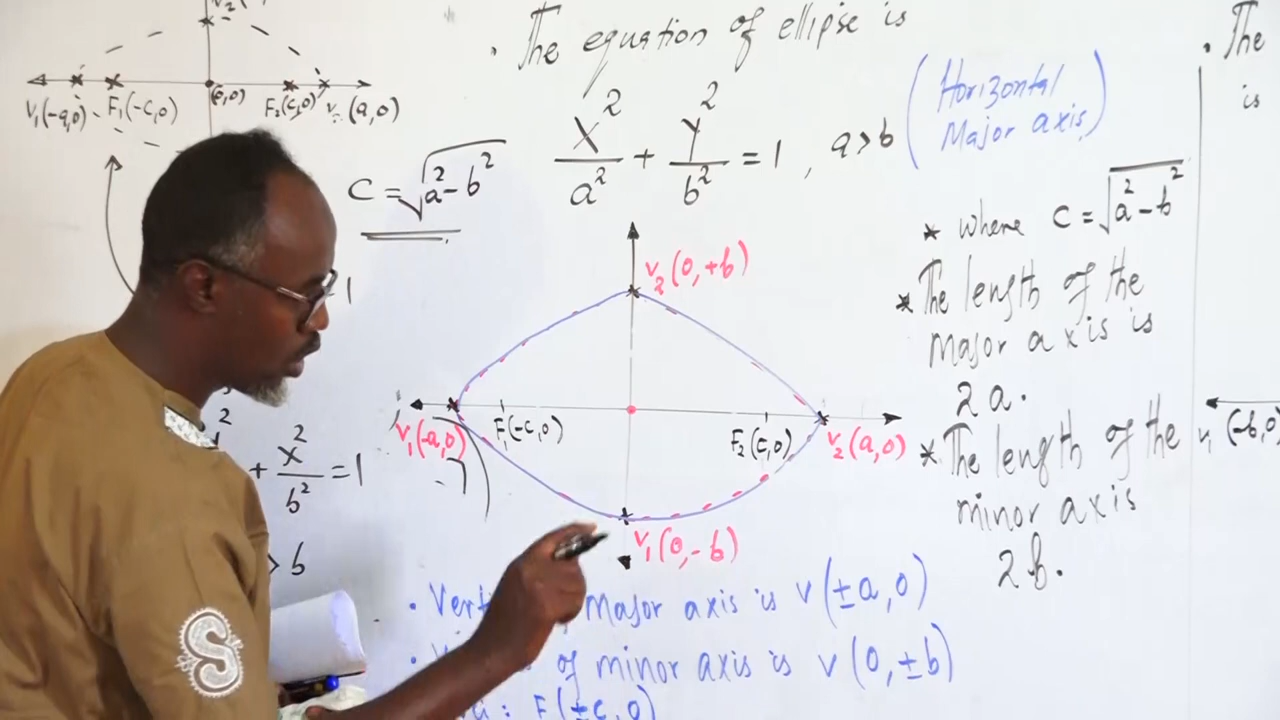 V₂
V₁(-a,0) F₁(-c,0) (0,0) F₂(c,0) V₂(a,0)
C = √a² - b²
= 1
+ x²/b² = 1
> b
• The equation of ellipse is
x²/a² + y²/b² = 1, a > b (Horizontal Major axis)
V₂(0,+b)
V₁(-a,0) F₁(-c,0) F₂(c,0) V₂(a,0)
V₁(0,-b)
* where C = √a² - b²
* The length of the
Major axis is
2a.
* The length of the
minor axis is
2b.
• Major axis is V(±a,0)
• of minor axis is V(0,±b)
: F(±c,0)
• The
is
V₁(-b,0)